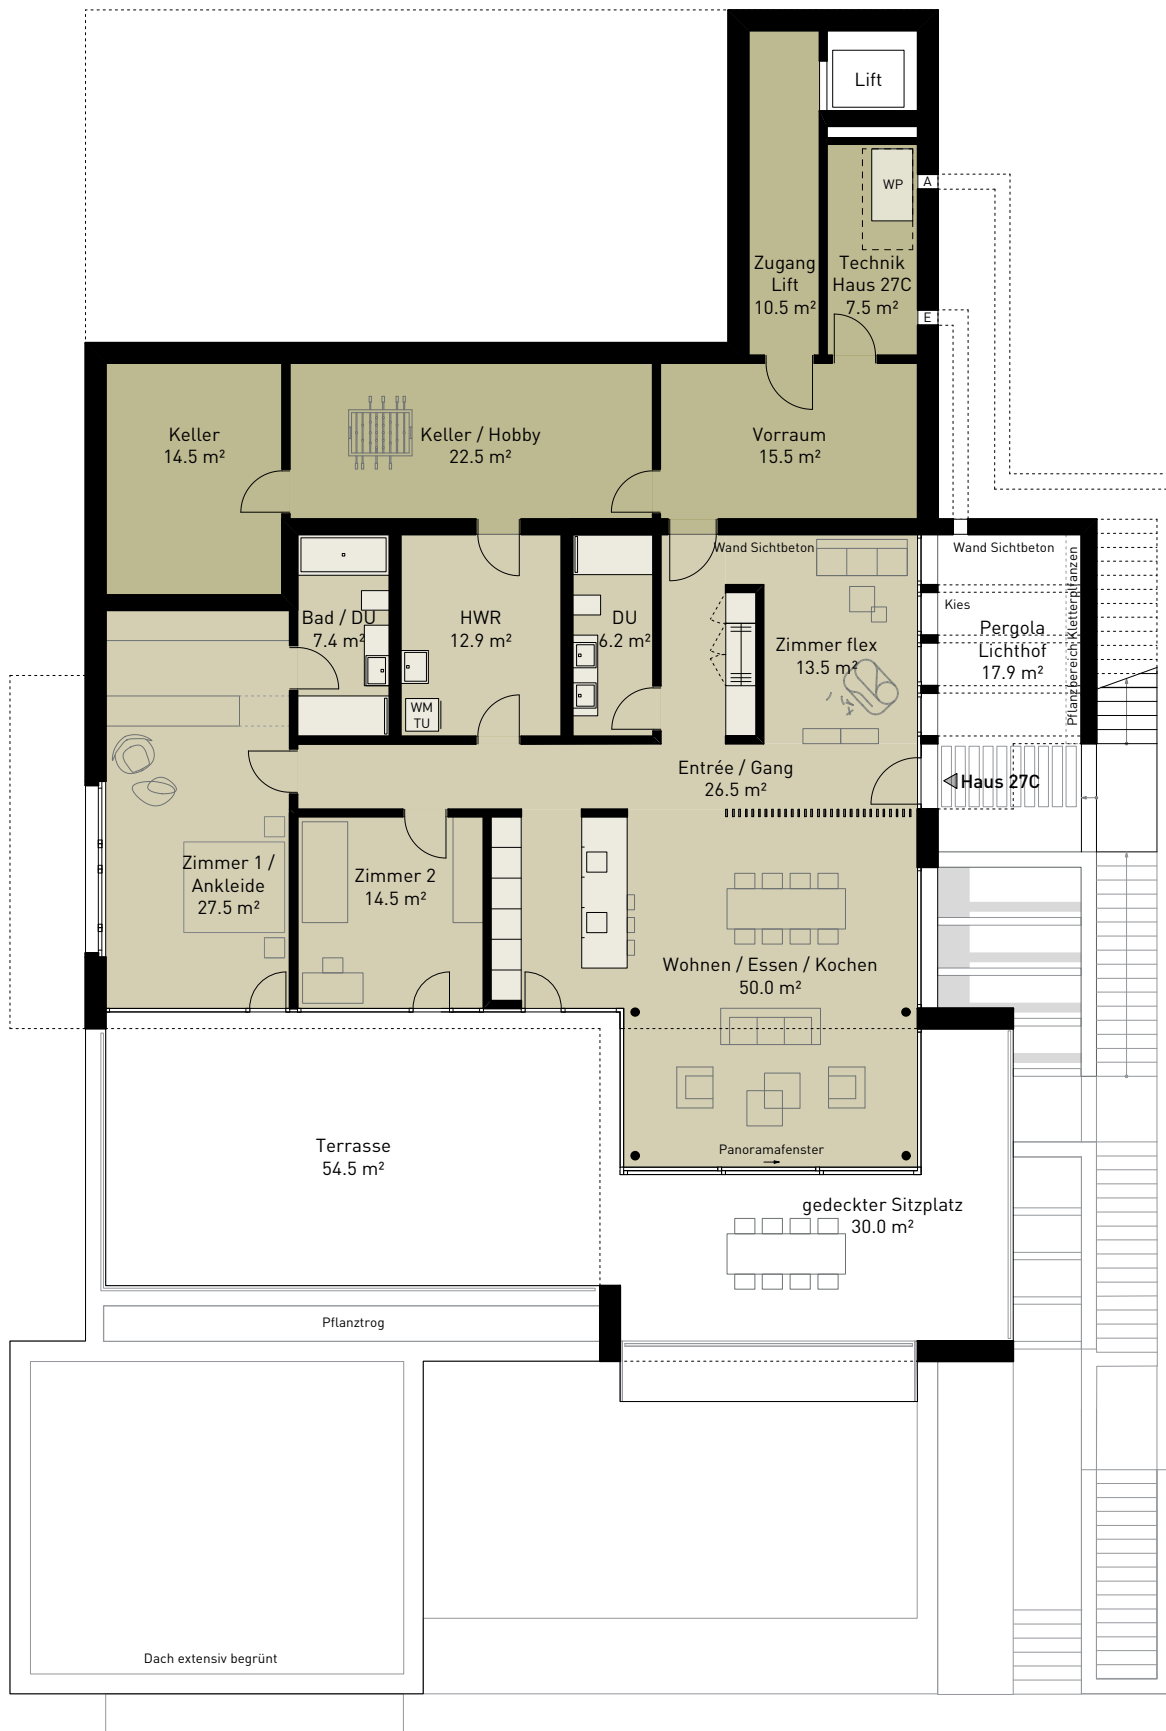 Lift
WP
A
Zugang
Lift
10.5 m²
Technik
Haus 27C
7.5 m²
E
Keller
14.5 m²
Keller / Hobby
22.5 m²
Vorraum
15.5 m²
Wand Sichtbeton
Wand Sichtbeton
Bad / DU
7.4 m²
HWR
12.9 m²
DU
6.2 m²
Zimmer flex
13.5 m²
Kies
Pergola
Lichthof
17.9 m²
Pflanzbereich Kletterpflanzen
WM
TU
Entrée / Gang
26.5 m²
Haus 27C
Zimmer 1 /
Ankleide
27.5 m²
Zimmer 2
14.5 m²
Wohnen / Essen / Kochen
50.0 m²
Terrasse
54.5 m²
Panoramafenster
gedeckter Sitzplatz
30.0 m²
Pflanztrog
Dach extensiv begrünt